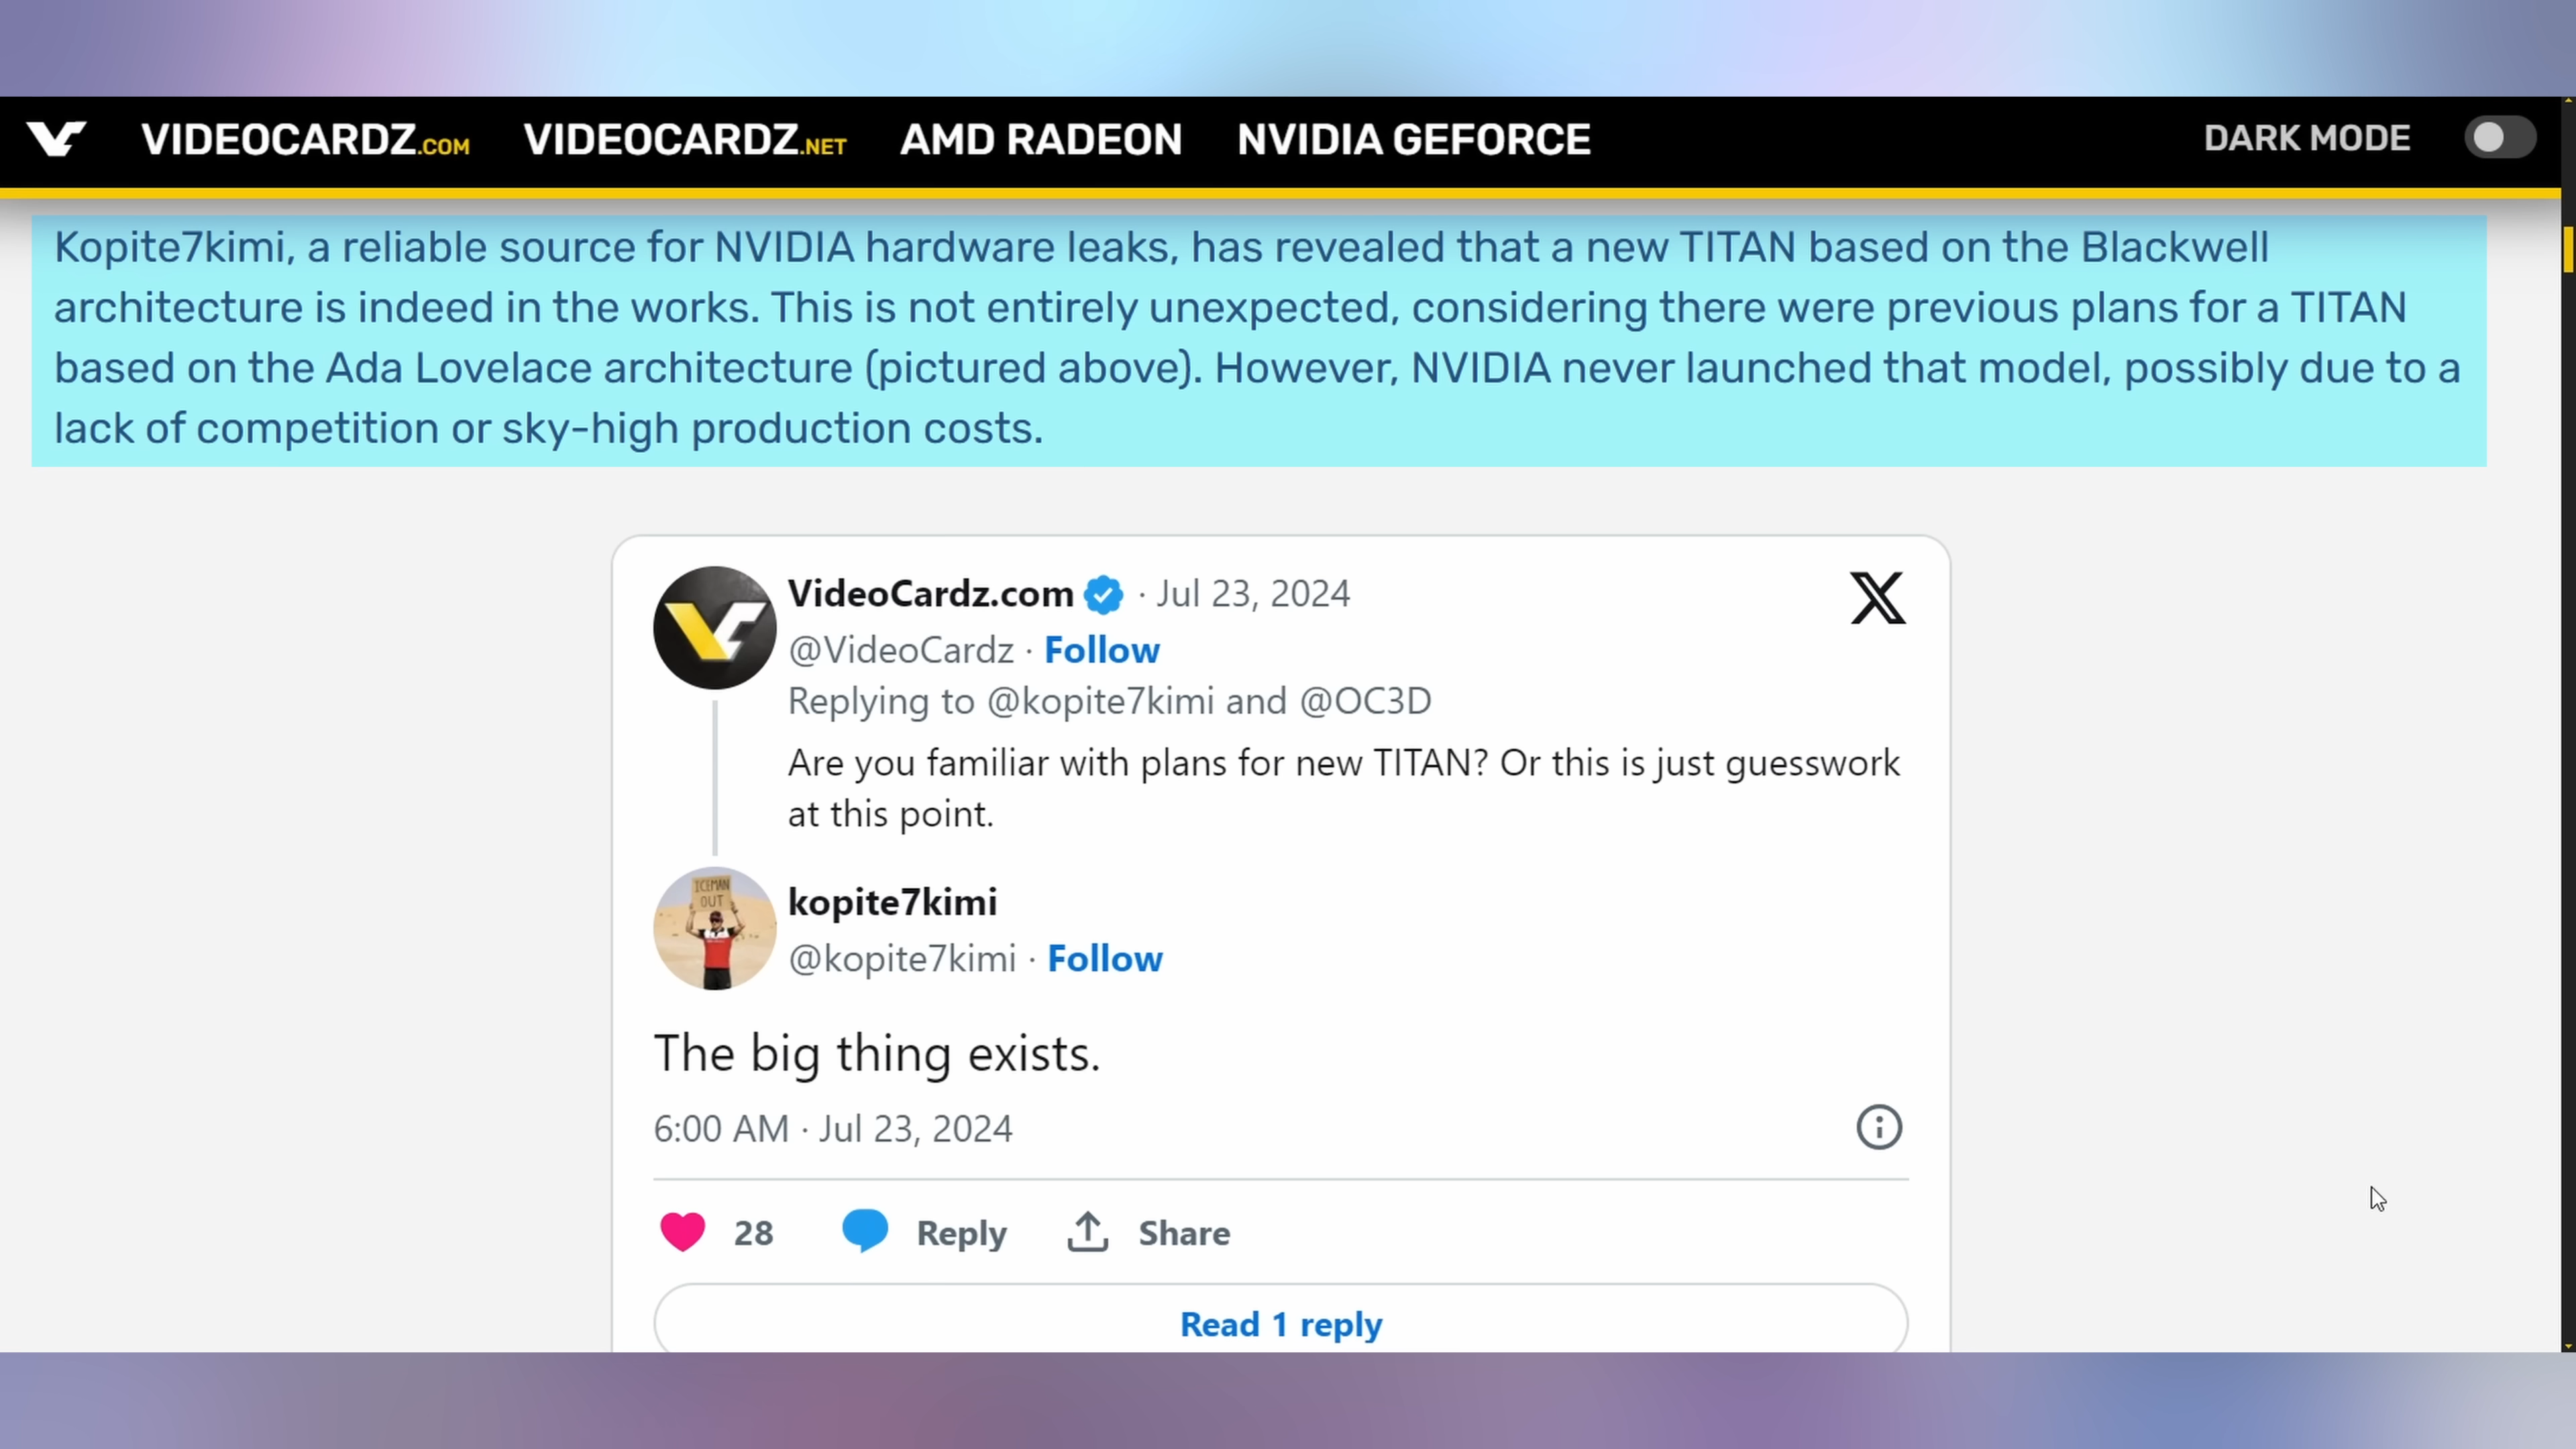 VIDEOCARDZ.COM VIDEOCARDZ.NET AMD RADEON NVIDIA GEFORCE DARK MODE
Kopite7kimi, a reliable source for NVIDIA hardware leaks, has revealed that a new TITAN based on the Blackwell
architecture is indeed in the works. This is not entirely unexpected, considering there were previous plans for a TITAN
based on the Ada Lovelace architecture (pictured above). However, NVIDIA never launched that model, possibly due to a
lack of competition or sky-high production costs.
VideoCardz.com · Jul 23, 2024
@VideoCardz · Follow
Replying to @kopite7kimi and @OC3D
Are you familiar with plans for new TITAN? Or this is just guesswork
at this point.
ICEMAN
OUT
kopite7kimi
@kopite7kimi · Follow
The big thing exists.
6:00 AM · Jul 23, 2024
28 Reply Share
Read 1 reply